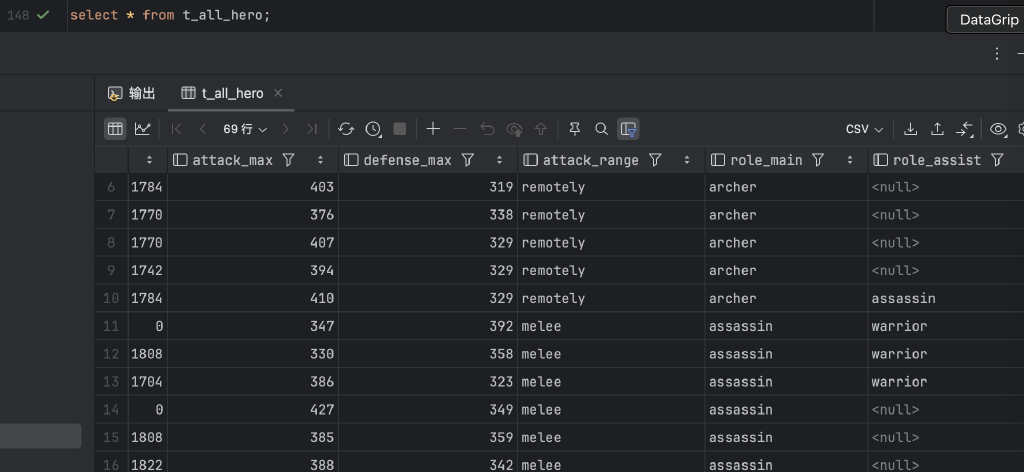 148 select * from t_all_hero;
DataGrip
输出 t_all_hero
69 行 CSV
attack_max defense_max attack_range role_main role_assist
6 1784 403 319 remotely archer <null>
7 1770 376 338 remotely archer <null>
8 1770 407 329 remotely archer <null>
9 1742 394 329 remotely archer <null>
10 1784 410 329 remotely archer assassin
11 0 347 392 melee assassin warrior
12 1808 330 358 melee assassin warrior
13 1704 386 323 melee assassin warrior
14 0 427 349 melee assassin <null>
15 1808 385 359 melee assassin <null>
16 1822 388 342 melee assassin <null>